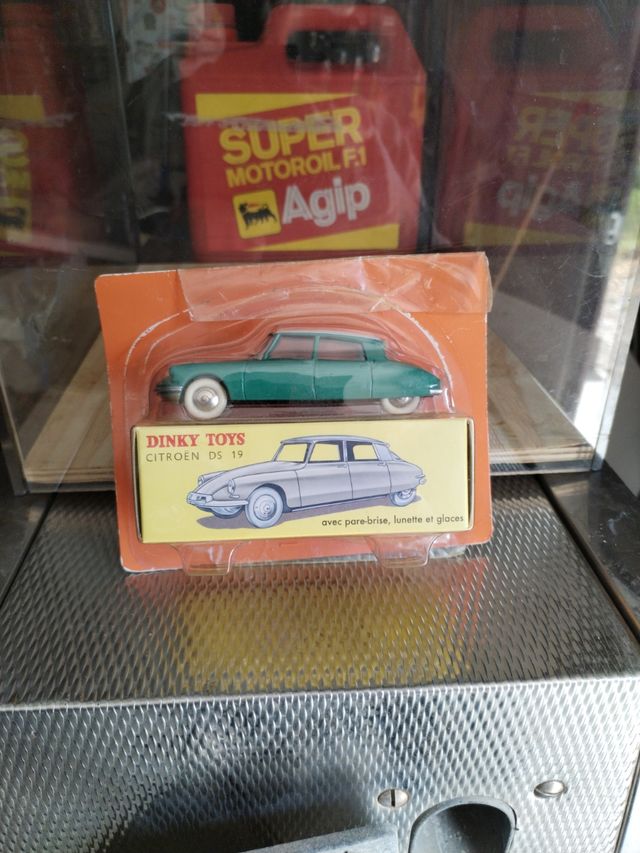 SUPER
MOTOROIL F.1
Agip
DINKY TOYS
CITROËN DS 19
avec pare-brise, lunette et glaces